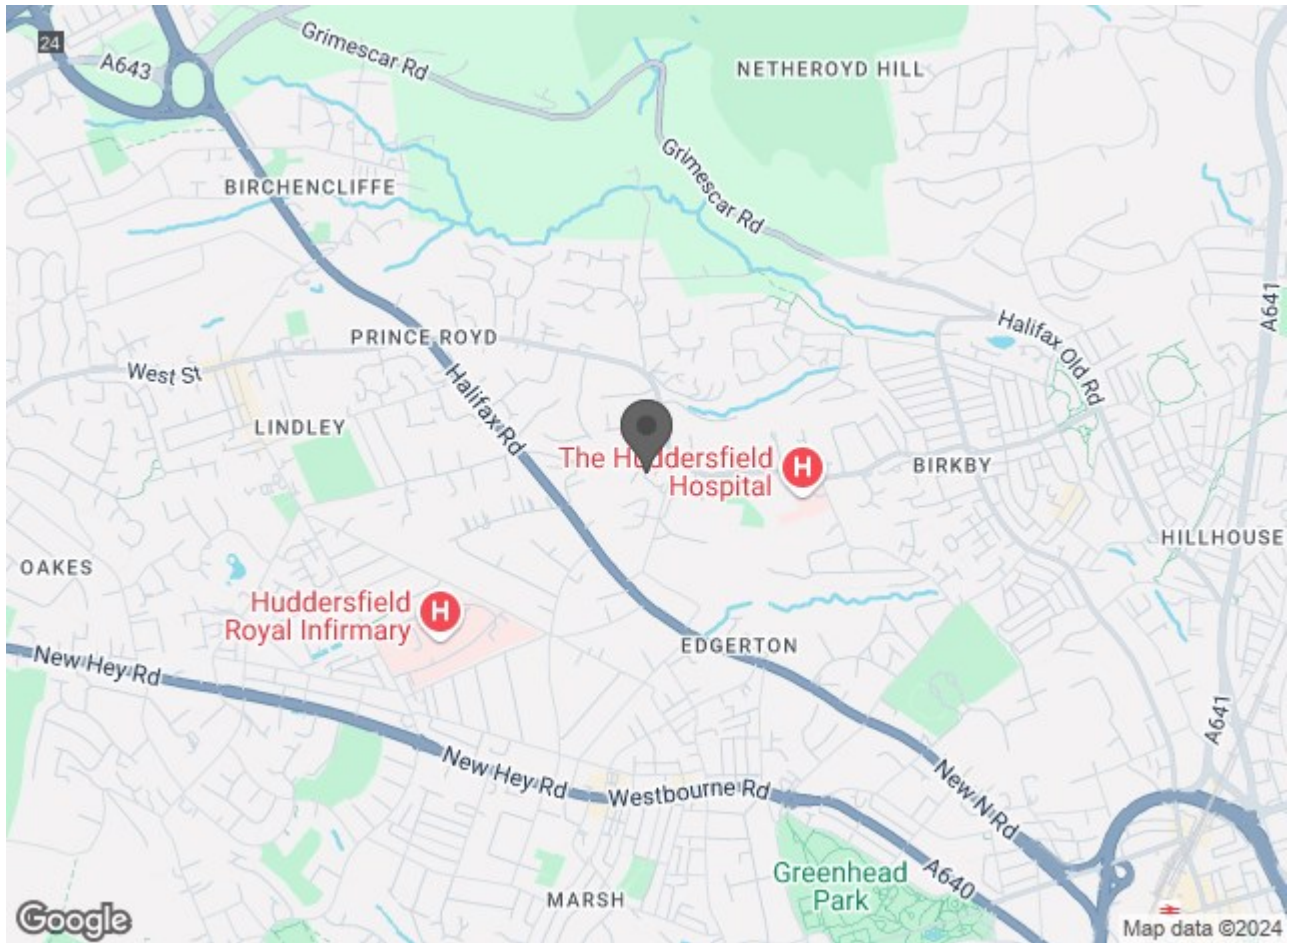 24
A643
Grimescar Rd
NETHEROYD HILL
Grimescar Rd
BIRCHENCLIFFE
A641
Halifax Old Rd
PRINCE ROYD
West St
Halifax Rd
LINDLEY
The Huddersfield
Hospital
H
BIRKBY
HILLHOUSE
OAKES
Huddersfield
Royal Infirmary
H
EDGERTON
New Hey Rd
A641
New Hey Rd
Westbourne Rd
New N Rd
Greenhead
Park
A640
MARSH
Google
Map data ©2024